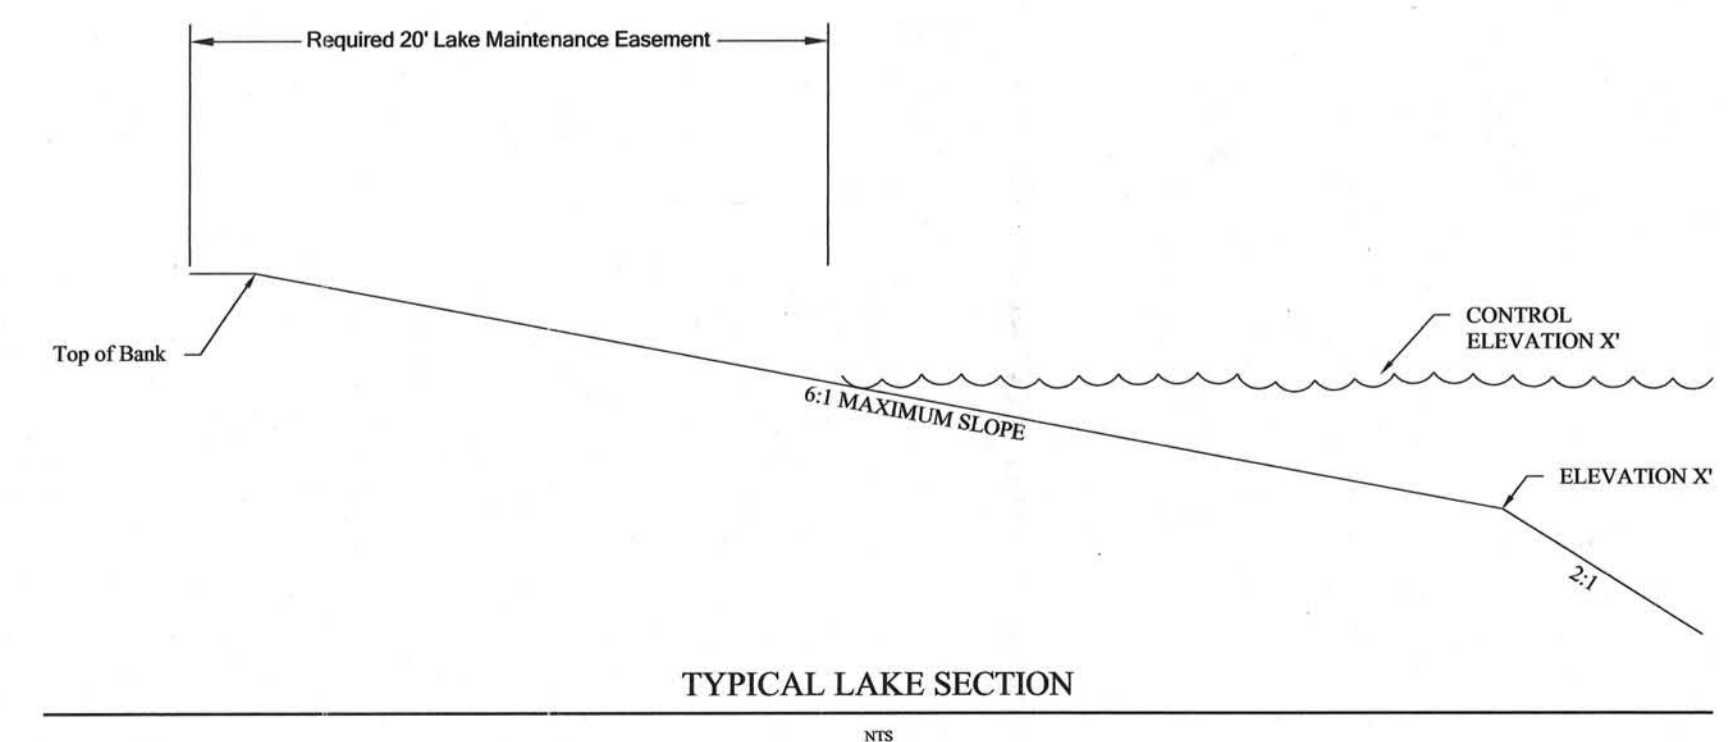 Required 20' Lake Maintenance Easement
Top of Bank
CONTROL
ELEVATION X'
6:1 MAXIMUM SLOPE
ELEVATION X'
2:1
TYPICAL LAKE SECTION
NTS